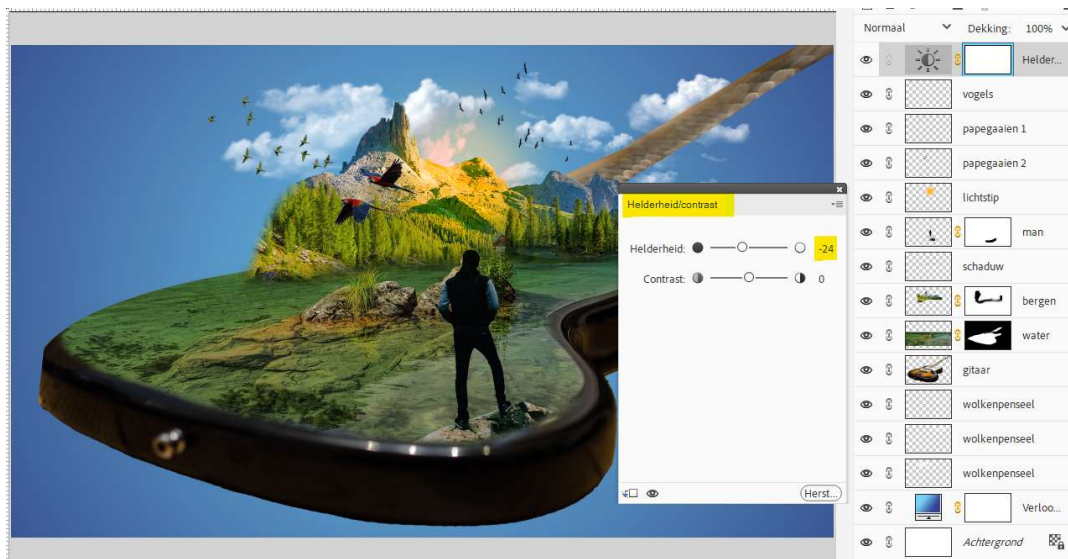 Normaal Dekking: 100%
Helder...
vogels
papegaaien 1
papegaaien 2
lichtstip
man
schaduw
bergen
water
gitaar
wolkenpenseel
wolkenpenseel
wolkenpenseel
Verloo...
Achtergrond
Helderheid/contrast
Helderheid: -24
Contrast: 0
Herst...